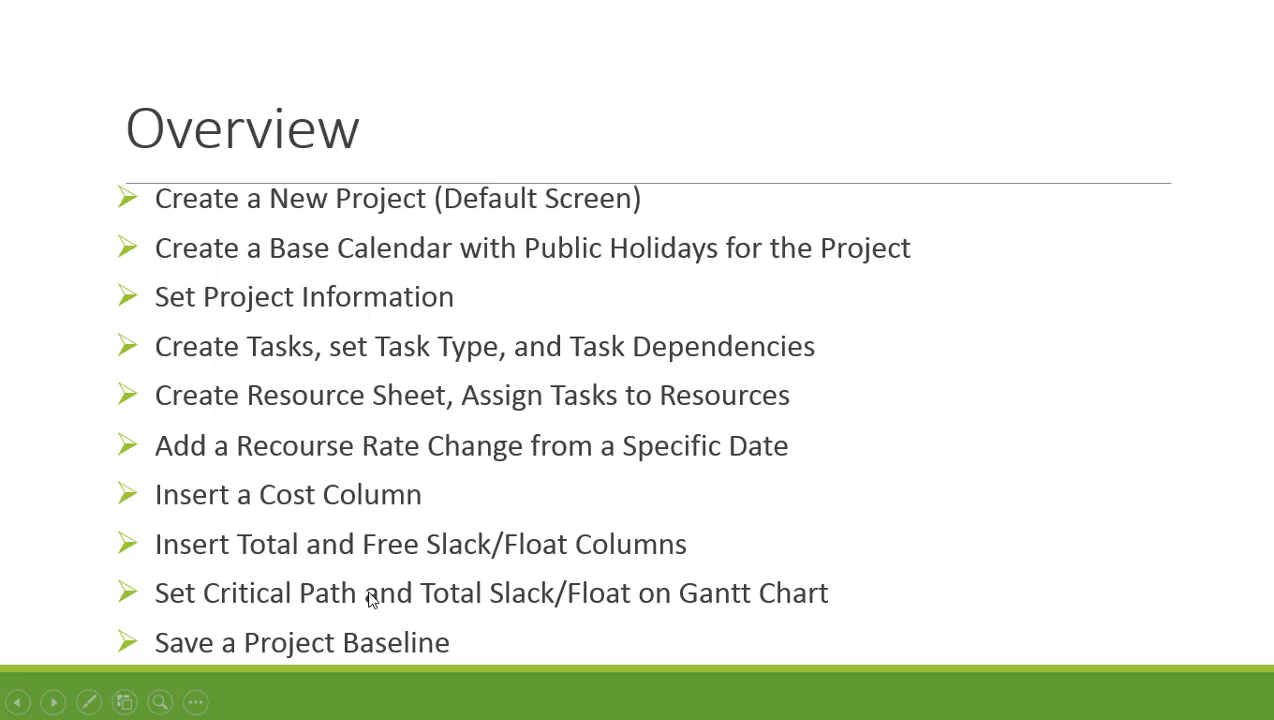 Overview
Create a New Project (Default Screen)
Create a Base Calendar with Public Holidays for the Project
Set Project Information
Create Tasks, set Task Type, and Task Dependencies
Create Resource Sheet, Assign Tasks to Resources
Add a Recourse Rate Change from a Specific Date
Insert a Cost Column
Insert Total and Free Slack/Float Columns
Set Critical Path and Total Slack/Float on Gantt Chart
Save a Project Baseline